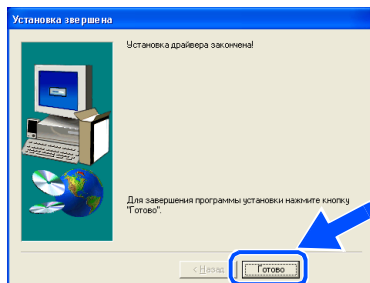 Установка завершена
Установка драйвера закончена!
Для завершения программы установки нажмите кнопку
"Готово".
< Назад
Готово